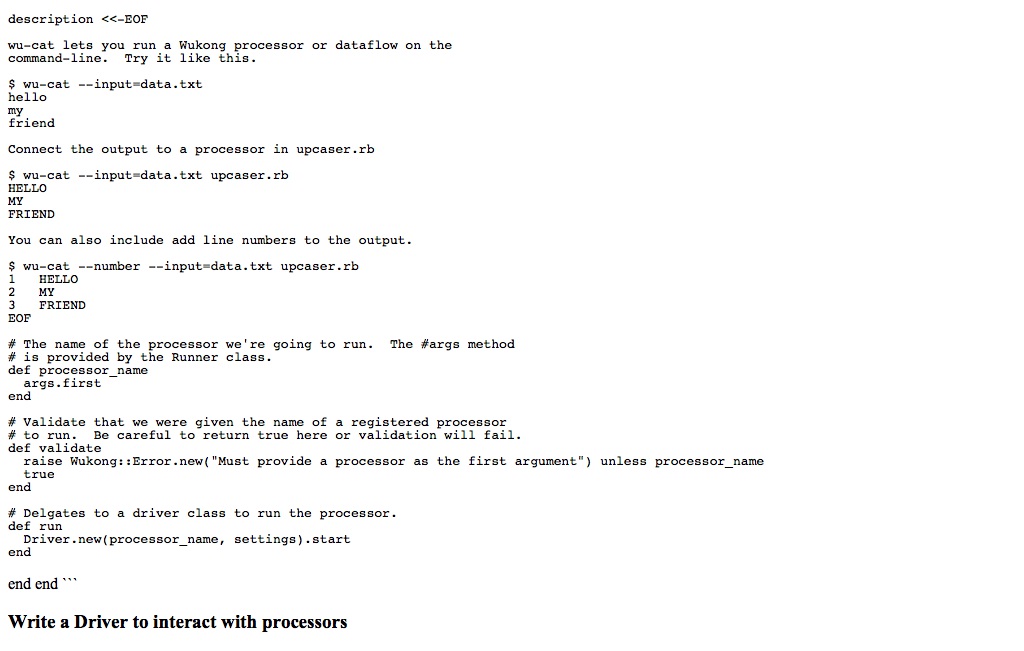 description <<-EOF
wu-cat lets you run a Wukong processor or dataflow on the
command-line.  Try it like this.
$ wu-cat --input=data.txt
hello
my
friend
Connect the output to a processor in upcaser.rb
$ wu-cat --input=data.txt upcaser.rb
HELLO
MY
FRIEND
You can also include add line numbers to the output.
$ wu-cat --number --input=data.txt upcaser.rb
1   HELLO
2   MY
3   FRIEND
EOF
# The name of the processor we're going to run.  The #args method
# is provided by the Runner class.
def processor_name
  args.first
end
# Validate that we were given the name of a registered processor
# to run.  Be careful to return true here or validation will fail.
def validate
  raise Wukong::Error.new("Must provide a processor as the first argument") unless processor_name
  true
end
# Delgates to a driver class to run the processor.
def run
  Driver.new(processor_name, settings).start
end
end end ```
Write a Driver to interact with processors